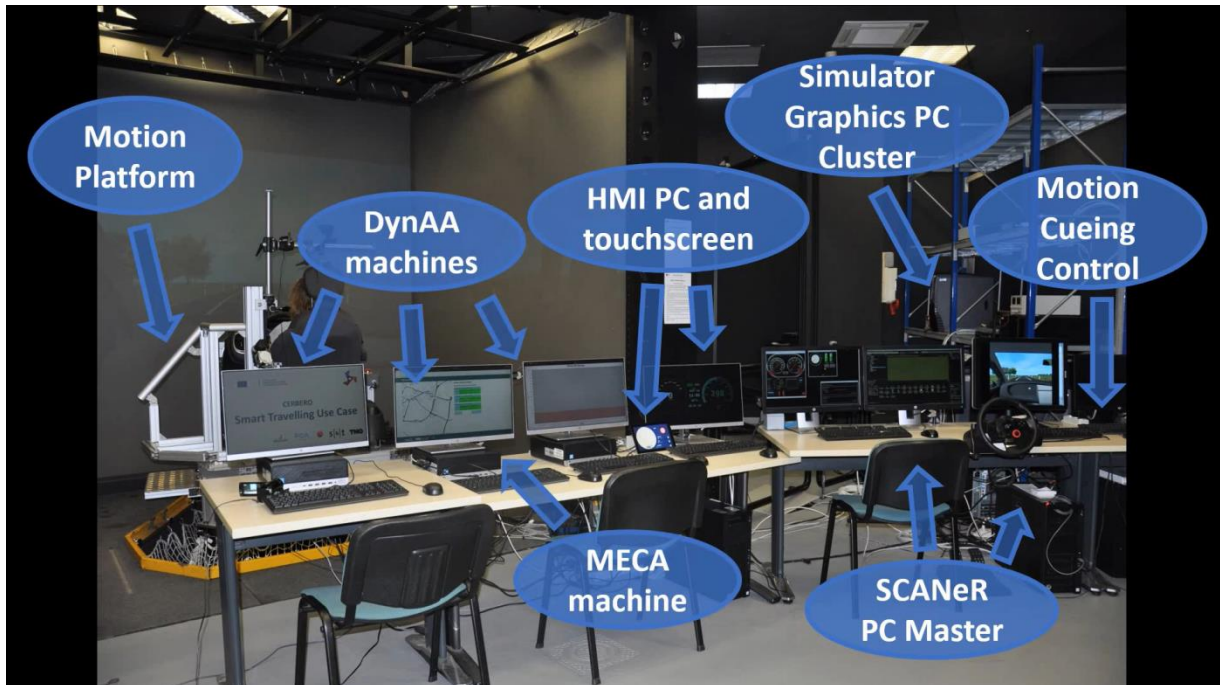 Motion
Platform
DynAA
machines
HMI PC and
touchscreen
Simulator
Graphics PC
Cluster
Motion
Cueing
Control
CERBERO
Smart Travelling Use Case
TNO
MECA
machine
SCANeR
PC Master